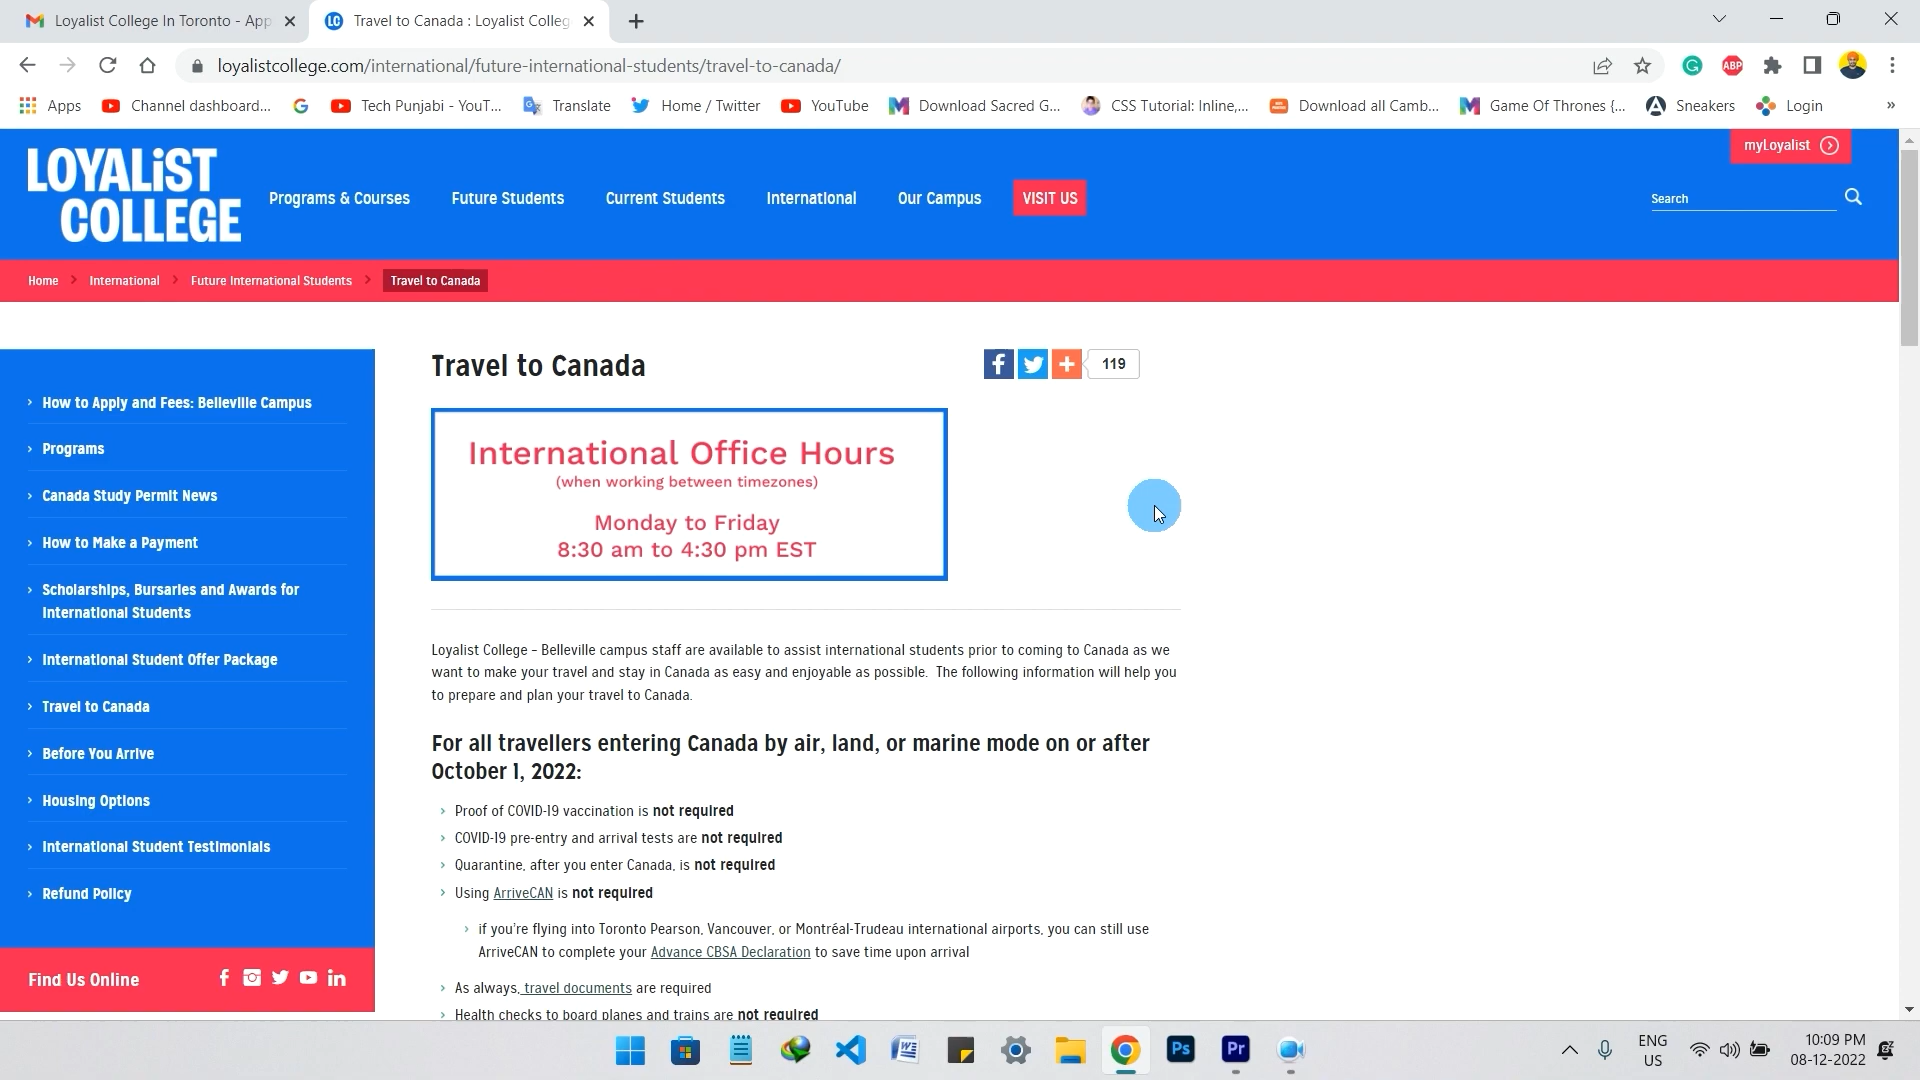 Loyalist College In Toronto - App
Travel to Canada : Loyalist Colleg
loyalistcollege.com/international/future-international-students/travel-to-canada/
Apps
Channel dashboard...
Tech Punjabi - YouT...
Translate
Home / Twitter
YouTube
Download Sacred G...
CSS Tutorial: Inline,...
Download all Camb...
Game Of Thrones {...
Sneakers
Login
»
myLoyalist
LOYALiST
COLLEGE
Programs & Courses
Future Students
Current Students
International
Our Campus
VISIT US
Search
Home
International
Future International Students
Travel to Canada
How to Apply and Fees: Belleville Campus
Programs
Canada Study Permit News
How to Make a Payment
Scholarships, Bursaries and Awards for
International Students
International Student Offer Package
Travel to Canada
Before You Arrive
Housing Options
International Student Testimonials
Refund Policy
Find Us Online
Travel to Canada
119
International Office Hours
(when working between timezones)
Monday to Friday
8:30 am to 4:30 pm EST
Loyalist College – Belleville campus staff are available to assist international students prior to coming to Canada as we
want to make your travel and stay in Canada as easy and enjoyable as possible. The following information will help you
to prepare and plan your travel to Canada.
For all travellers entering Canada by air, land, or marine mode on or after
October 1, 2022:
Proof of COVID-19 vaccination is not required
COVID-19 pre-entry and arrival tests are not required
Quarantine, after you enter Canada, is not required
Using ArriveCAN is not required
if you're flying into Toronto Pearson, Vancouver, or Montréal-Trudeau international airports, you can still use
ArriveCAN to complete your Advance CBSA Declaration to save time upon arrival
As always, travel documents are required
Health checks to board planes and trains are not required
ABP
Ps
Pr
ENG
US
10:09 PM
08-12-2022